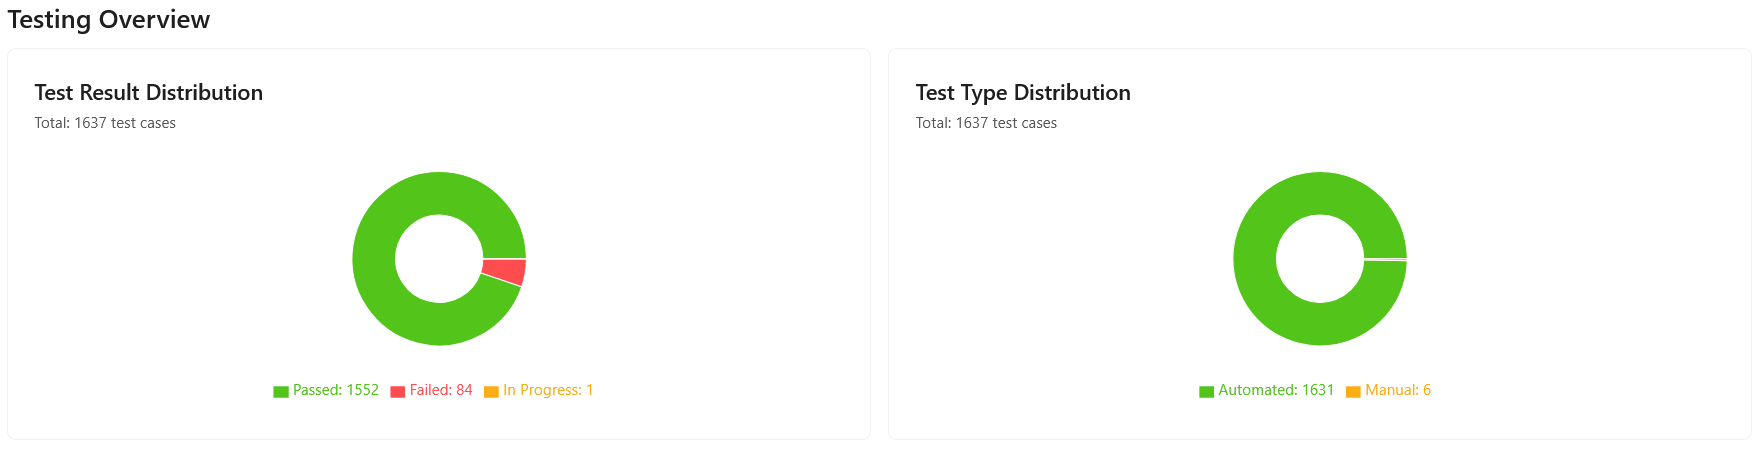 Testing Overview
Test Result Distribution
Total: 1637 test cases
Passed: 1552 Failed: 84 In Progress: 1
Test Type Distribution
Total: 1637 test cases
Automated: 1631 Manual: 6